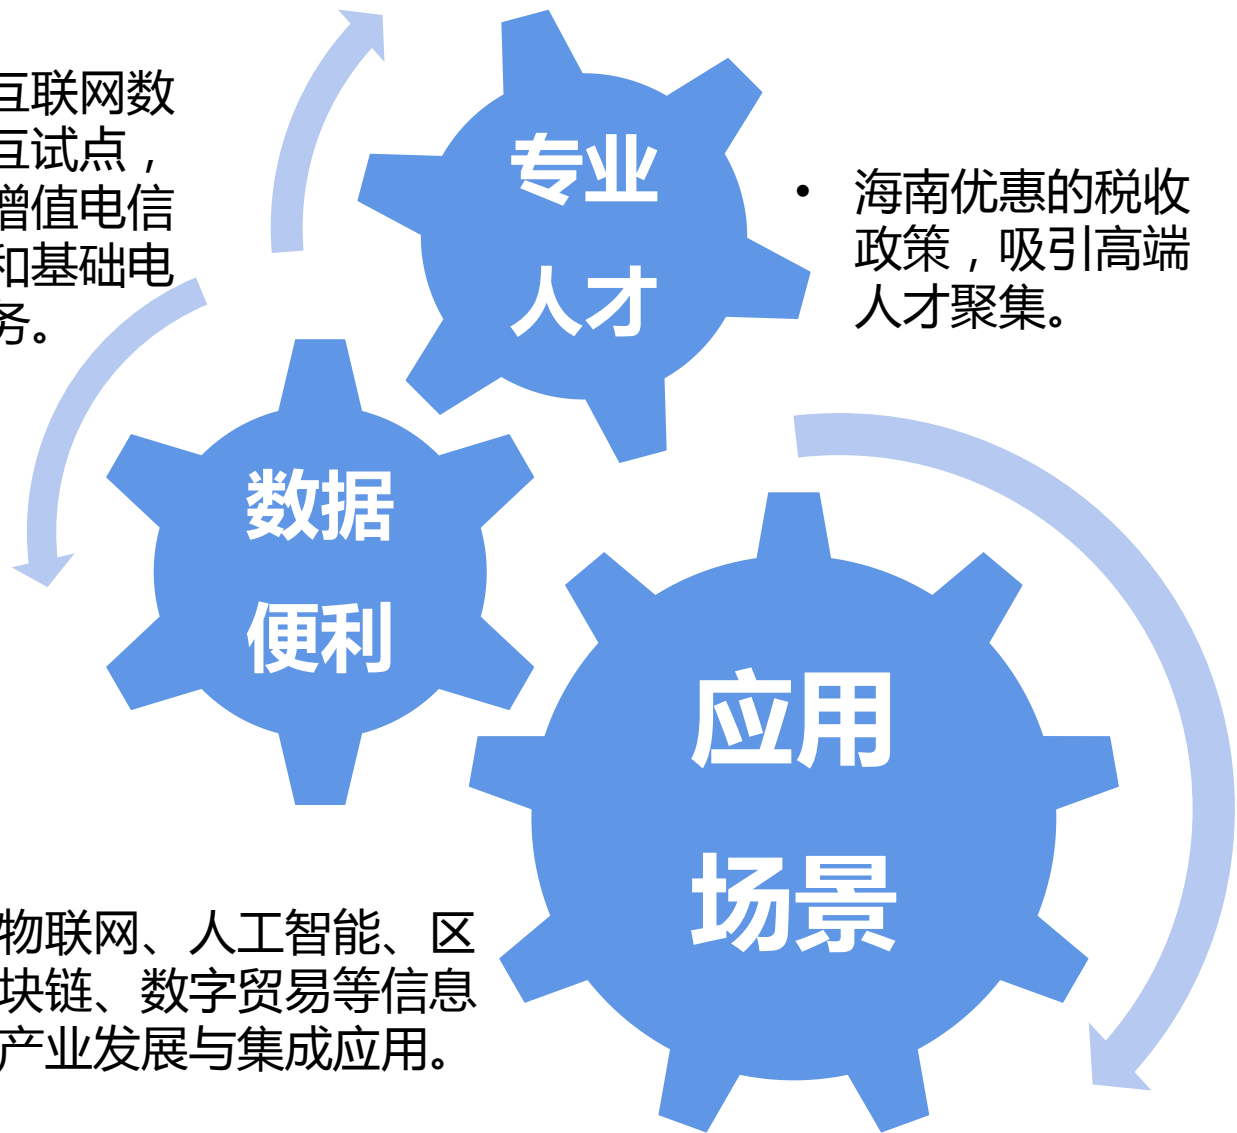 互联网数
互试点，
增值电信
和基础电
务。
专业
人才
• 海南优惠的税收
政策，吸引高端
人才聚集。
数据
便利
应用
场景
物联网、人工智能、区
块链、数字贸易等信息
产业发展与集成应用。